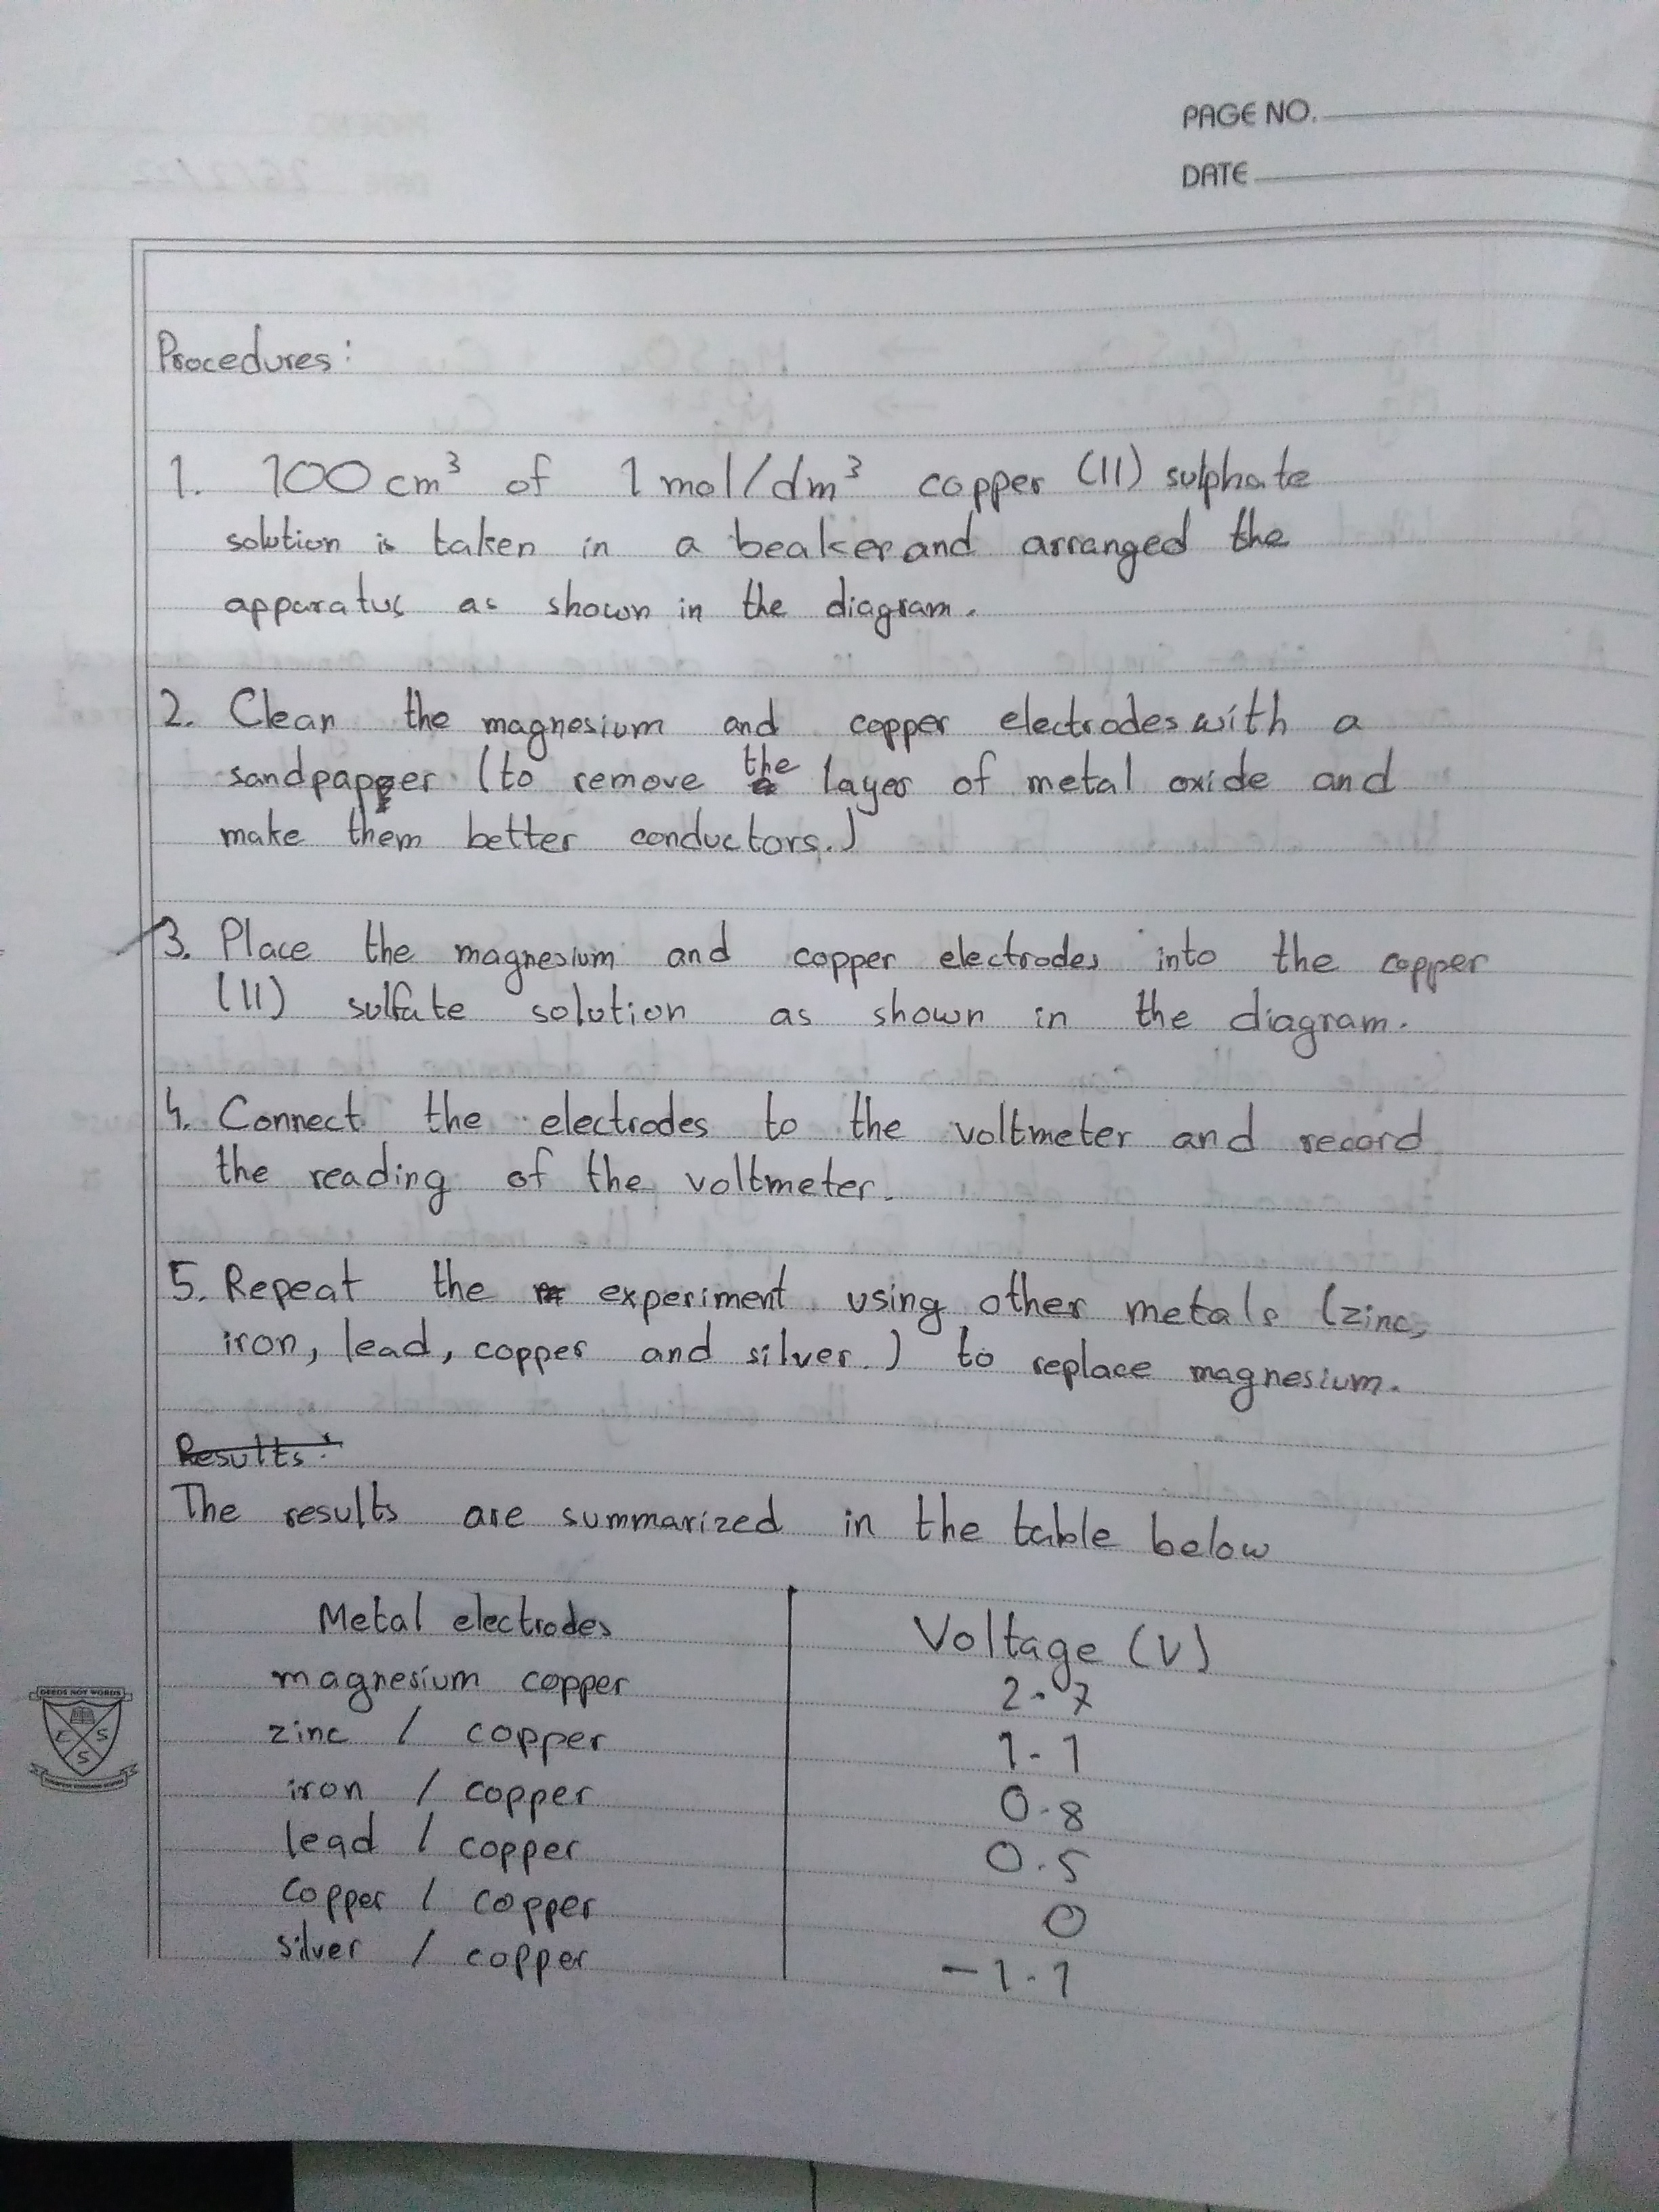 PAGE NO.
DATE
Procedures:
1. 100 cm³ of 1 mol/dm³ copper (II) sulphate
solution is taken in a beaker and arranged the
apparatus as shown in the diagram.
2. Clean the magnesium and copper electrodes with a
sandpaper (to remove the layer of metal oxide and
make them better conductors.)
3. Place the magnesium and copper electrodes into the copper
(II) sulfate solution as shown in the diagram.
4. Connect the electrodes to the voltmeter and record
the reading of the voltmeter.
5. Repeat the experiment using other metals (zinc,
iron, lead, copper and silver.) to replace magnesium.
Results:
The results are summarized in the table below
Metal electrodes Voltage (V)
magnesium copper 2.7
zinc / copper 1.1
iron / copper 0.8
lead / copper 0.5
copper / copper 0
silver / copper -1.1
DEEDS NOT WORDS
E S S